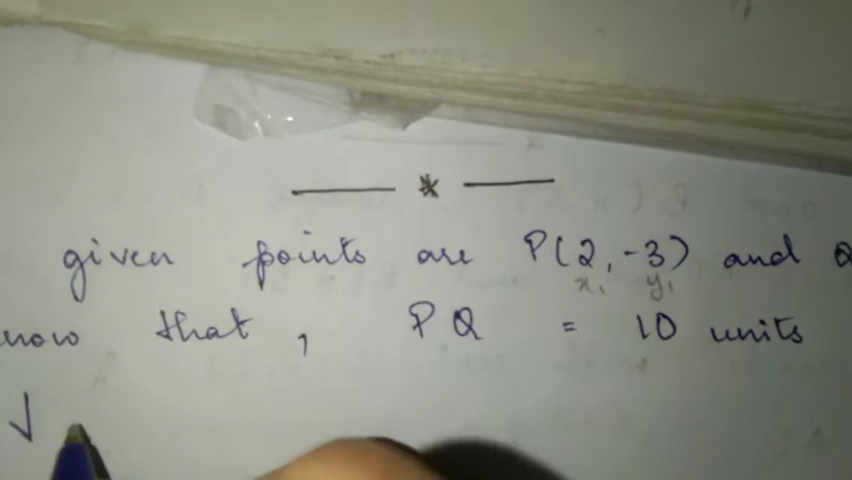 — * —
given points are P(2, -3) and Q
x₁ y₁
now that, PQ = 10 units
√